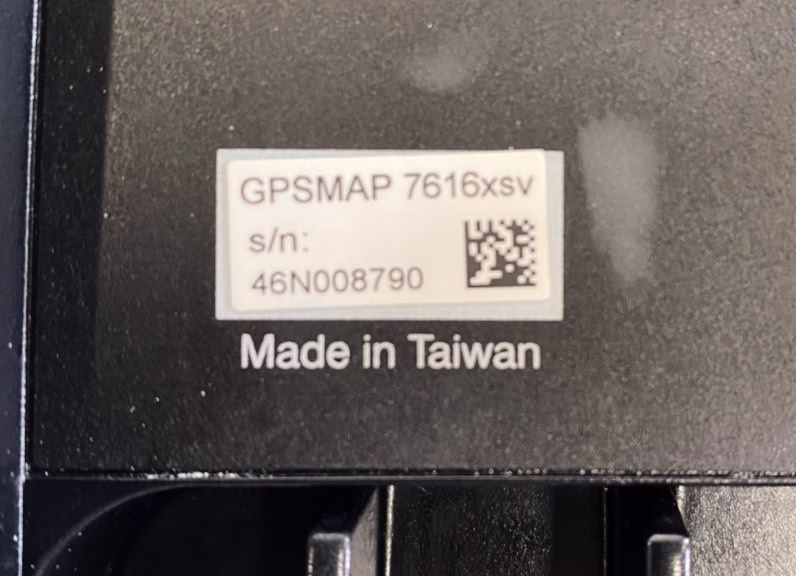 GPSMAP 7616xsv
s/n:
46N008790
Made in Taiwan